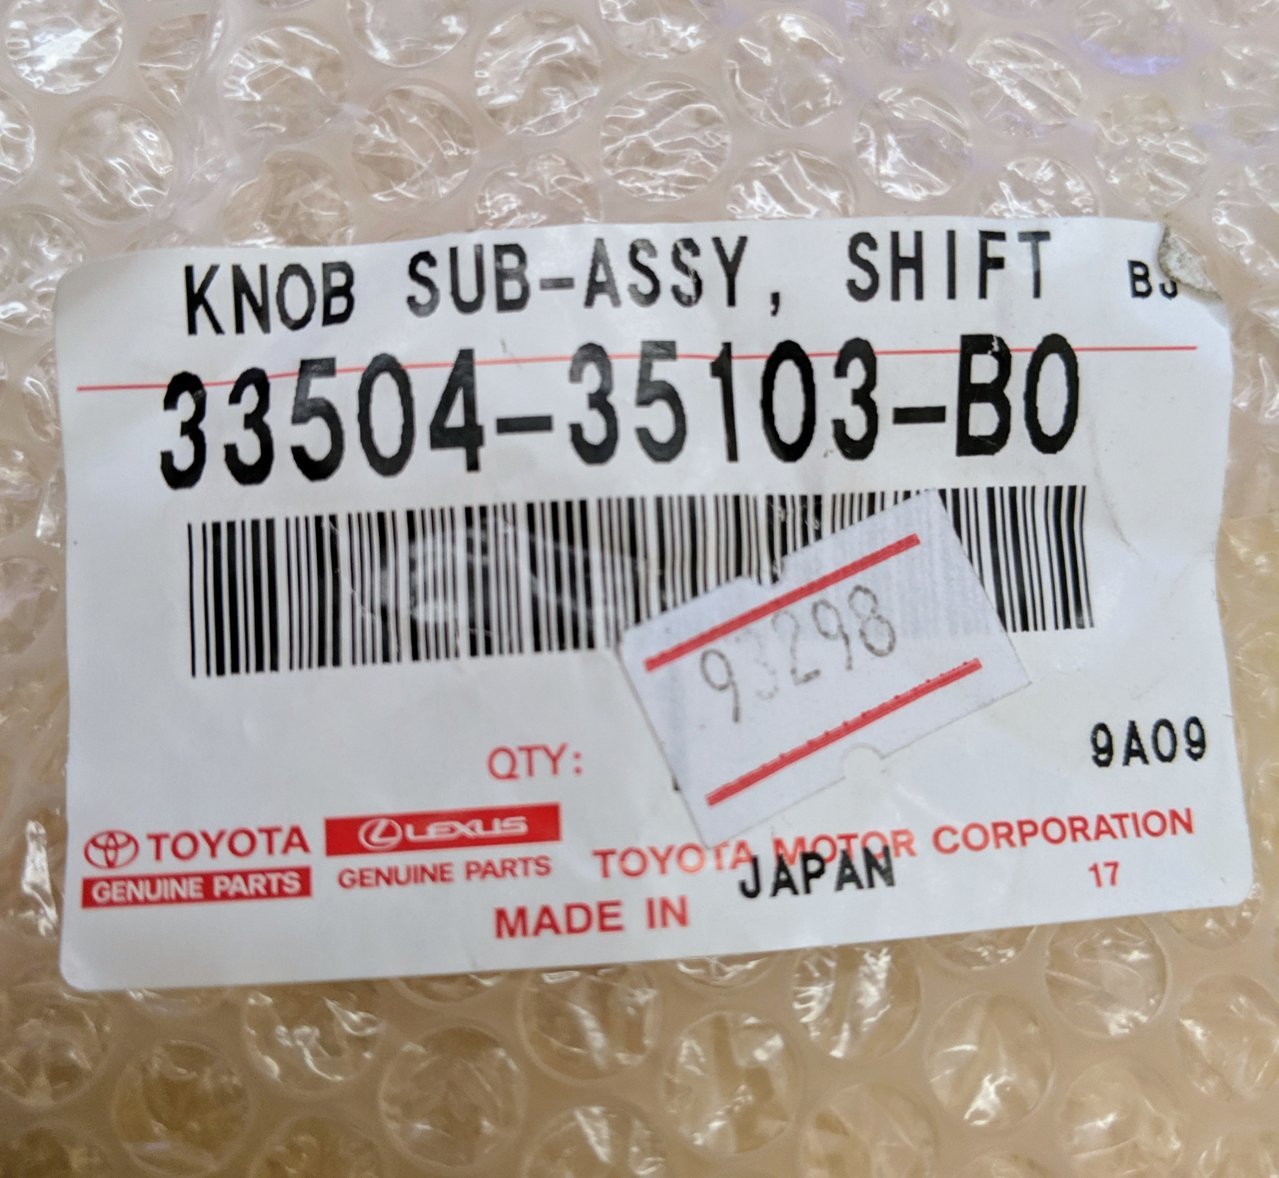 KNOB SUB-ASSY, SHIFT BJ
33504-35103-B0
93298
QTY:
9A09
TOYOTA LEXUS
GENUINE PARTS GENUINE PARTS TOYOTA MOTOR CORPORATION
MADE IN JAPAN 17